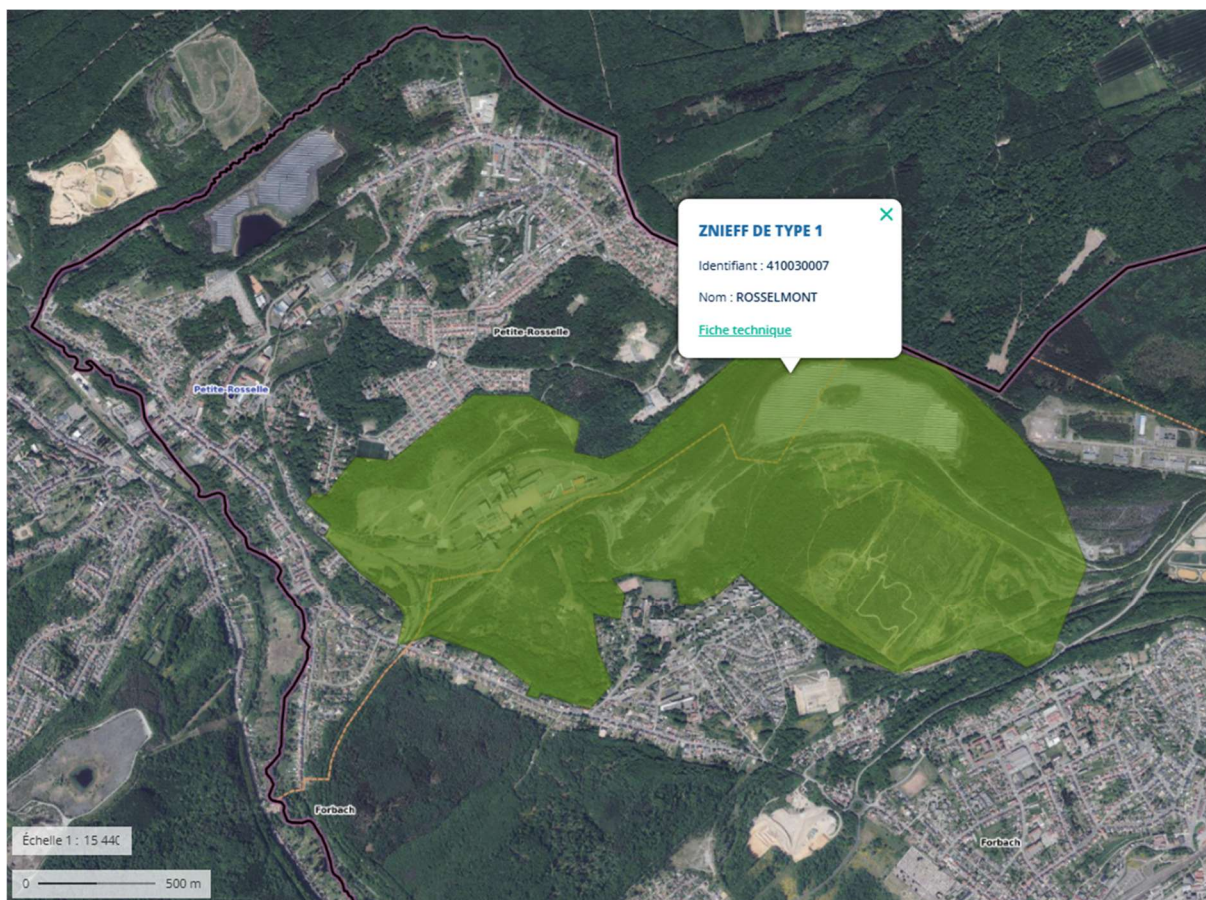 ZNIEFF DE TYPE 1
Identifiant : 410030007
Nom : ROSSELMONT
Fiche technique
Petite-Rosselle
Petite-Rosselle
Forbach
Forbach
Échelle 1 : 15 440
0 500 m